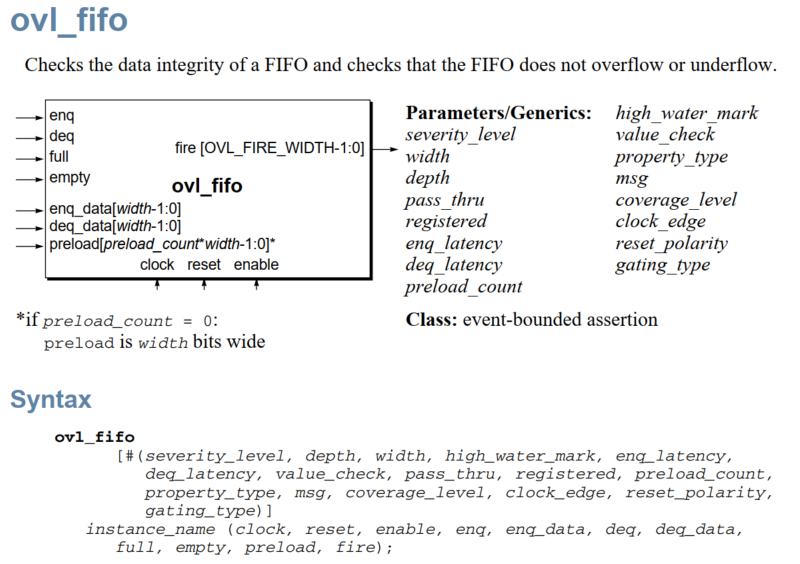 ovl_fifo
Checks the data integrity of a FIFO and checks that the FIFO does not overflow or underflow.
enq
deq
full
empty
enq_data[width-1:0]
deq_data[width-1:0]
preload[preload_count*width-1:0]*
fire [OVL_FIRE_WIDTH-1:0]
ovl_fifo
clock reset enable
*if preload_count = 0:
preload is width bits wide
Parameters/Generics:
severity_level
width
depth
pass_thru
registered
enq_latency
deq_latency
preload_count
high_water_mark
value_check
property_type
msg
coverage_level
clock_edge
reset_polarity
gating_type
Class: event-bounded assertion
Syntax
ovl_fifo
[#(severity_level, depth, width, high_water_mark, enq_latency,
deq_latency, value_check, pass_thru, registered, preload_count,
property_type, msg, coverage_level, clock_edge, reset_polarity,
gating_type)]
instance_name (clock, reset, enable, enq, enq_data, deq, deq_data,
full, empty, preload, fire);